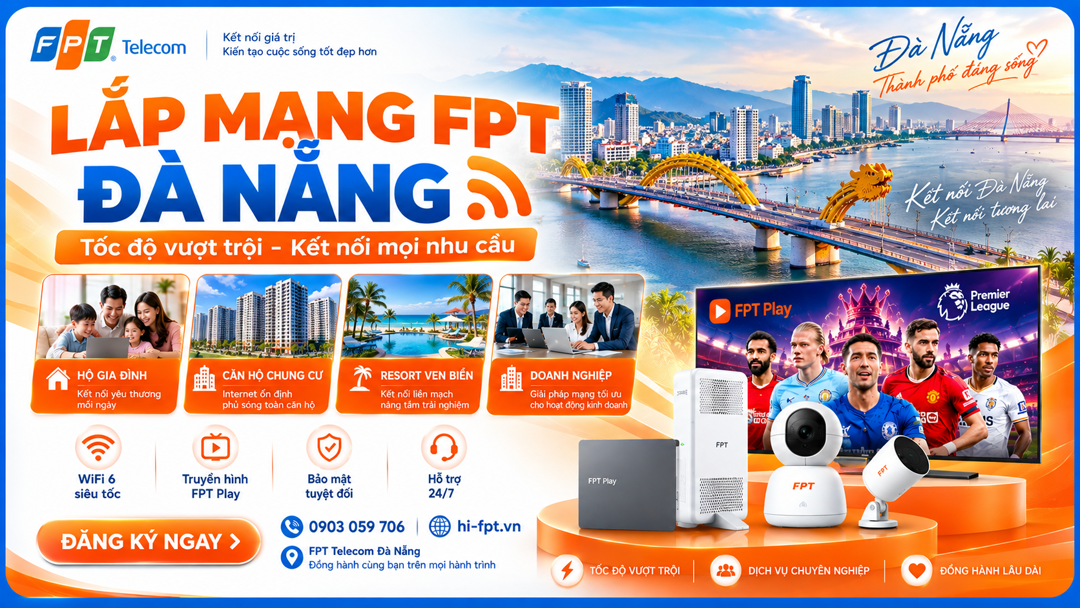 FPT Telecom
Kết nối giá trị
Kiến tạo cuộc sống tốt đẹp hơn
Đà Nẵng
Thành phố đáng sống
LẮP MẠNG FPT
ĐÀ NẴNG
Tốc độ vượt trội – Kết nối mọi nhu cầu
Kết nối Đà Nẵng
Kết nối tương lai
HỘ GIA ĐÌNH
Kết nối yêu thương
mỗi ngày
CĂN HỘ CHUNG CƯ
Internet ổn định
phủ sóng toàn căn hộ
RESORT VEN BIỂN
Kết nối liền mạch
nâng tầm trải nghiệm
DOANH NGHIỆP
Giải pháp mạng tối ưu
cho hoạt động kinh doanh
FPT Play
Premier
League
WiFi 6
siêu tốc
Truyền hình
FPT Play
Bảo mật
tuyệt đối
Hỗ trợ
24/7
FPT Play
FPT
FPT
FPT
ĐĂNG KÝ NGAY
0903 059 706
hi-fpt.vn
FPT Telecom Đà Nẵng
Đồng hành cùng bạn trên mọi hành trình
TỐC ĐỘ VƯỢT TRỘI
DỊCH VỤ CHUYÊN NGHIỆP
ĐỒNG HÀNH LÂU DÀI